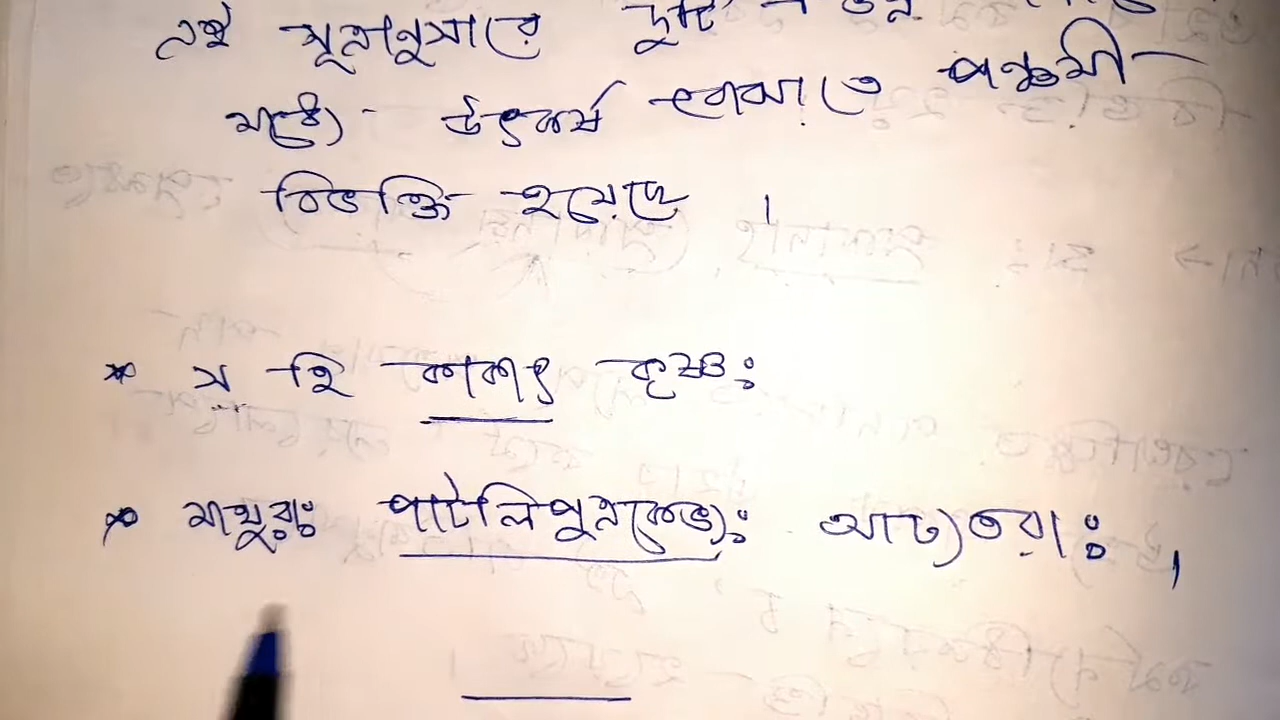 এই সূত্রানুসারে দুটি
মধ্যে উৎকর্ষ বোঝাতে পঞ্চমী
বিভক্তি হয়েছে ।
* স হি কাকাৎ কৃষ্ণঃ
* মাথুরাঃ পাটলিপুত্রকেভ্যঃ আঢ্যতরাঃ ,